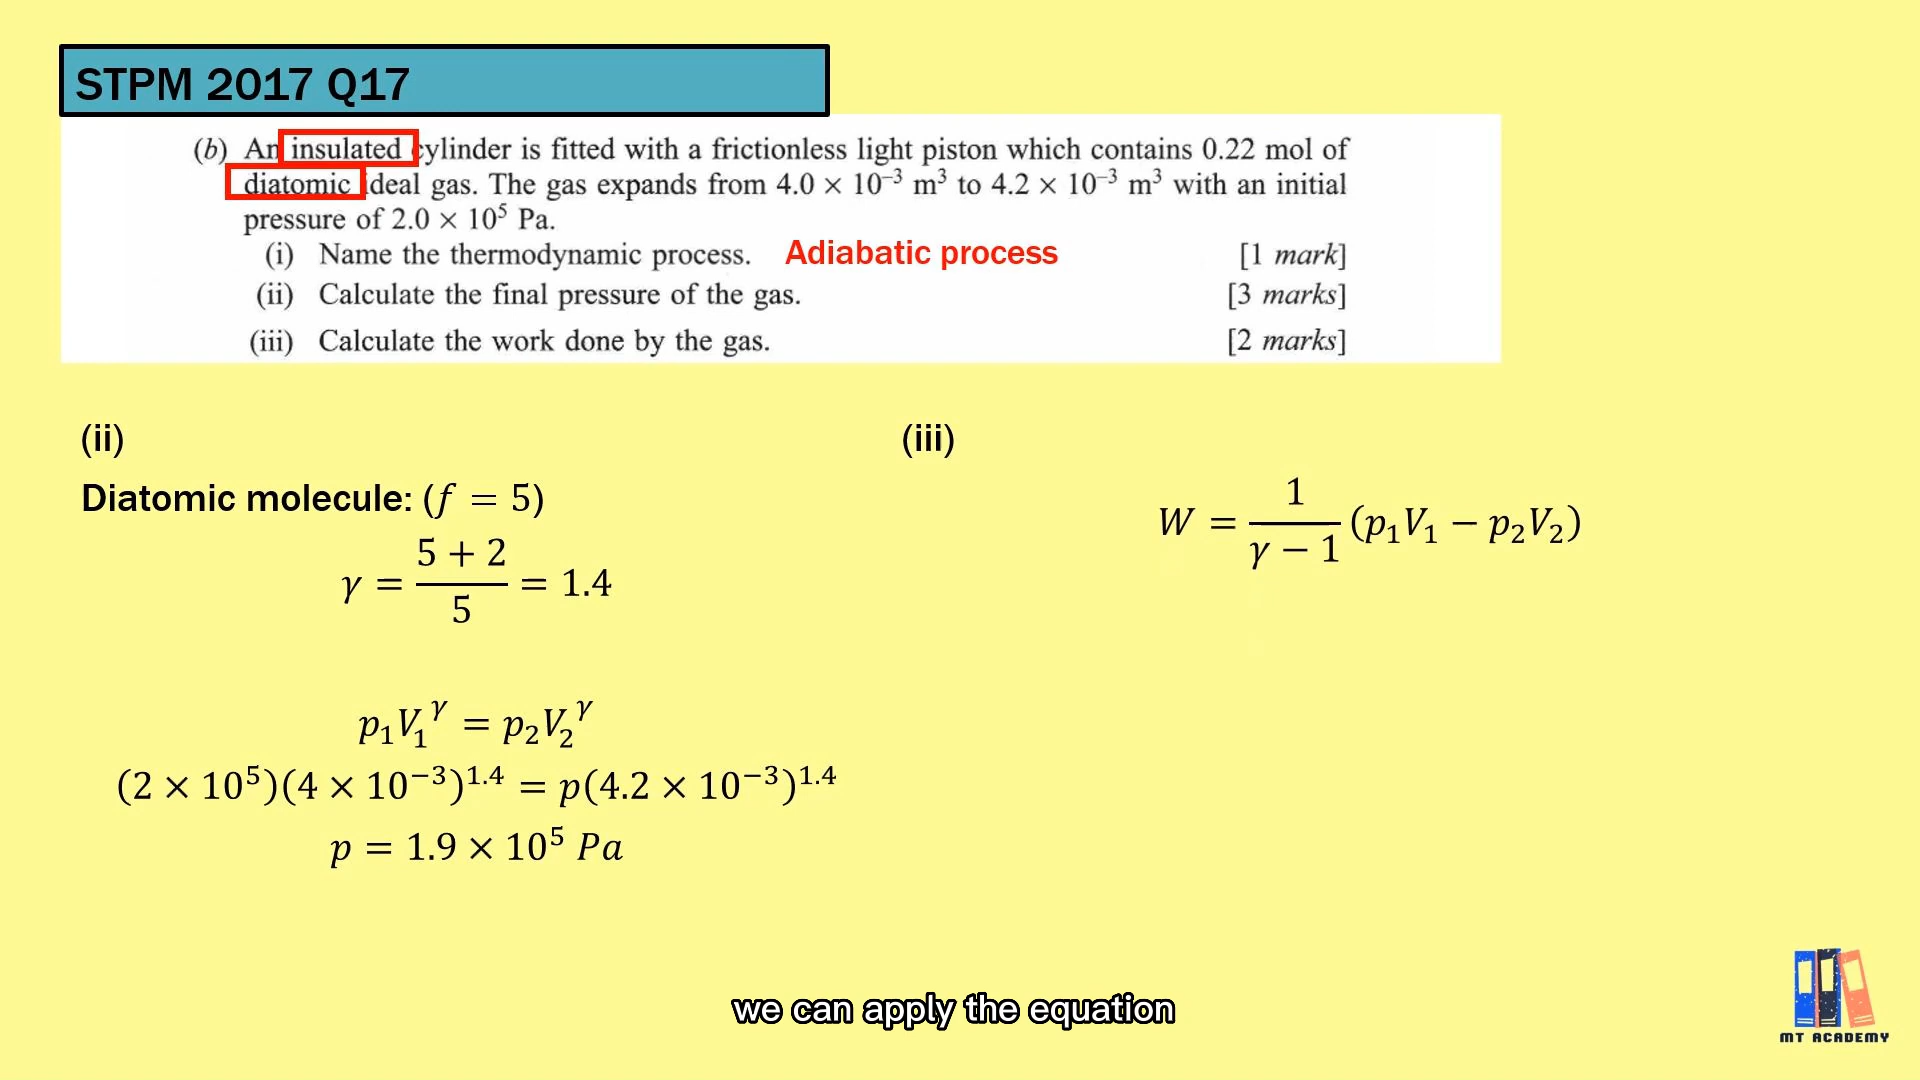 STPM 2017 Q17
(b) An insulated cylinder is fitted with a frictionless light piston which contains 0.22 mol of
diatomic ideal gas. The gas expands from 4.0 × 10⁻³ m³ to 4.2 × 10⁻³ m³ with an initial
pressure of 2.0 × 10⁵ Pa.
(i) Name the thermodynamic process. Adiabatic process [1 mark]
(ii) Calculate the final pressure of the gas. [3 marks]
(iii) Calculate the work done by the gas. [2 marks]
(ii)
Diatomic molecule: (f = 5)
γ = (5 + 2)/5 = 1.4
p₁V₁^γ = p₂V₂^γ
(2 × 10⁵)(4 × 10⁻³)^1.4 = p(4.2 × 10⁻³)^1.4
p = 1.9 × 10⁵ Pa
(iii)
W = 1/(γ − 1) (p₁V₁ − p₂V₂)
we can apply the equation
MT ACADEMY